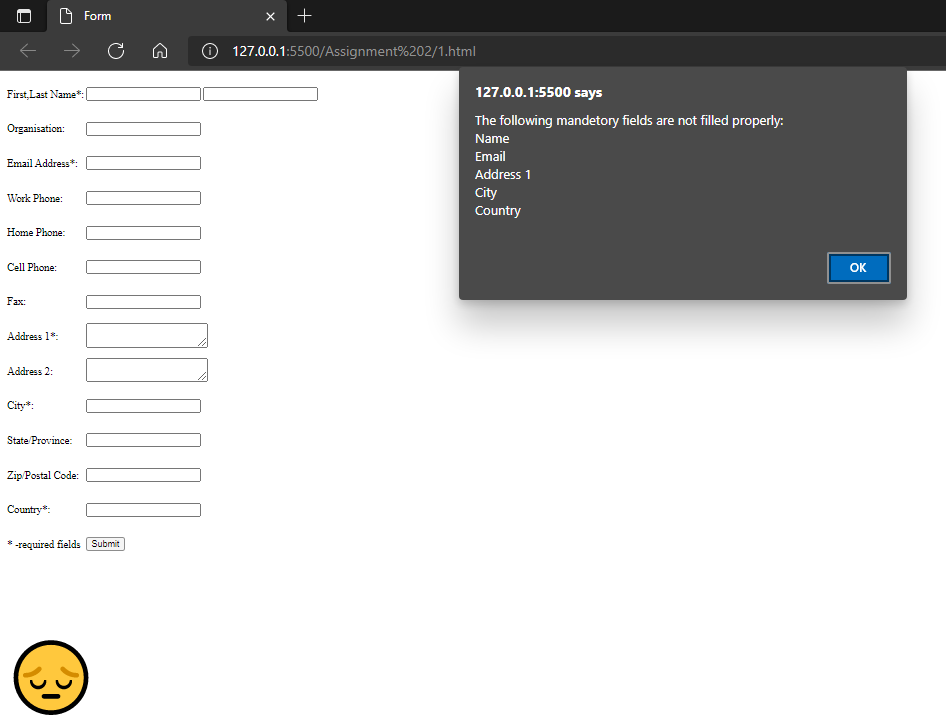 Form
127.0.0.1:5500/Assignment%202/1.html
127.0.0.1:5500 says
The following mandetory fields are not filled properly:
Name
Email
Address 1
City
Country
OK
First,Last Name*:
Organisation:
Email Address*:
Work Phone:
Home Phone:
Cell Phone:
Fax:
Address 1*:
Address 2:
City*:
State/Province:
Zip/Postal Code:
Country*:
* -required fields Submit